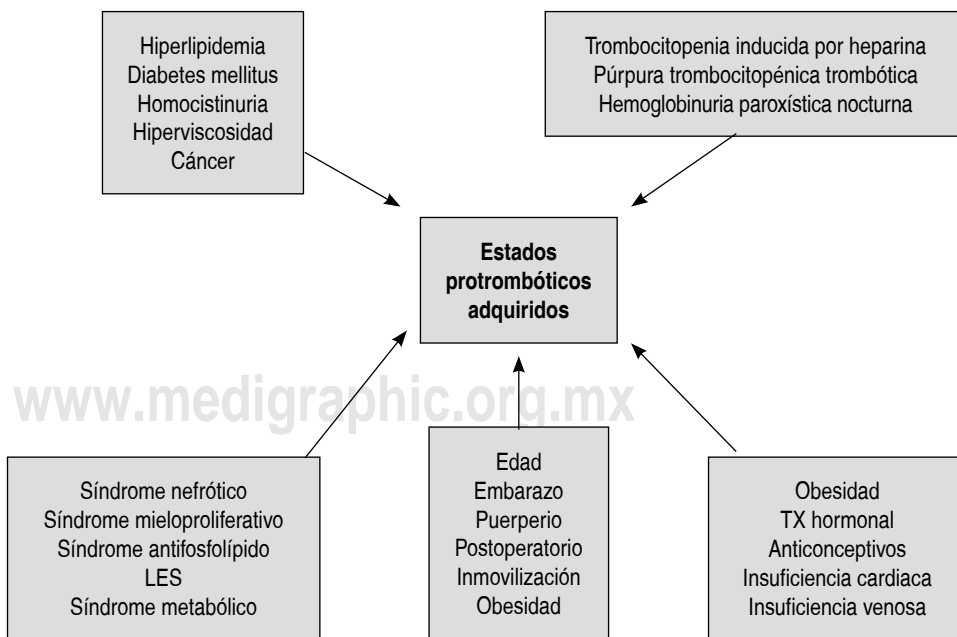 Hiperlipidemia
Diabetes mellitus
Homocistinuria
Hiperviscosidad
Cáncer
Trombocitopenia inducida por heparina
Púrpura trombocitopénica trombótica
Hemoglobinuria paroxística nocturna
Estados
protrombóticos
adquiridos
www.medigraphic.org.mx
Síndrome nefrótico
Síndrome mieloproliferativo
Síndrome antifosfolípido
LES
Síndrome metabólico
Edad
Embarazo
Puerperio
Postoperatorio
Inmovilización
Obesidad
Obesidad
TX hormonal
Anticonceptivos
Insuficiencia cardiaca
Insuficiencia venosa